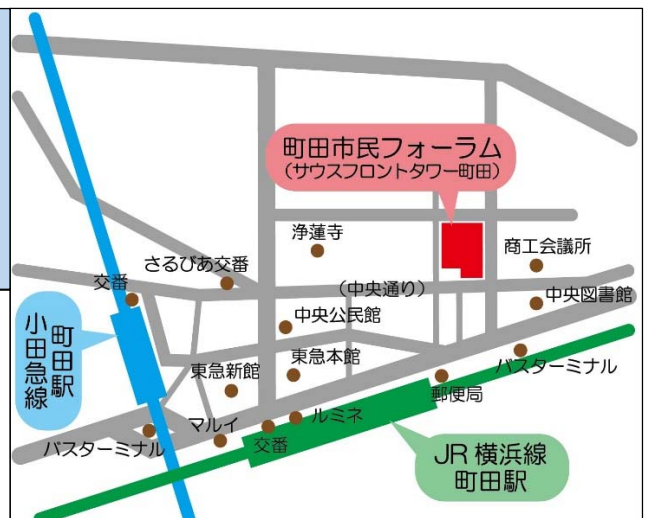 町田市民フォーラム
（サウスフロントタワー町田）
浄蓮寺
商工会議所
さるびあ交番
交番
（中央通り）
中央図書館
中央公民館
小田急線
町田駅
東急新館
東急本館
バスターミナル
郵便局
マルイ
ルミネ
交番
バスターミナル
JR 横浜線
町田駅